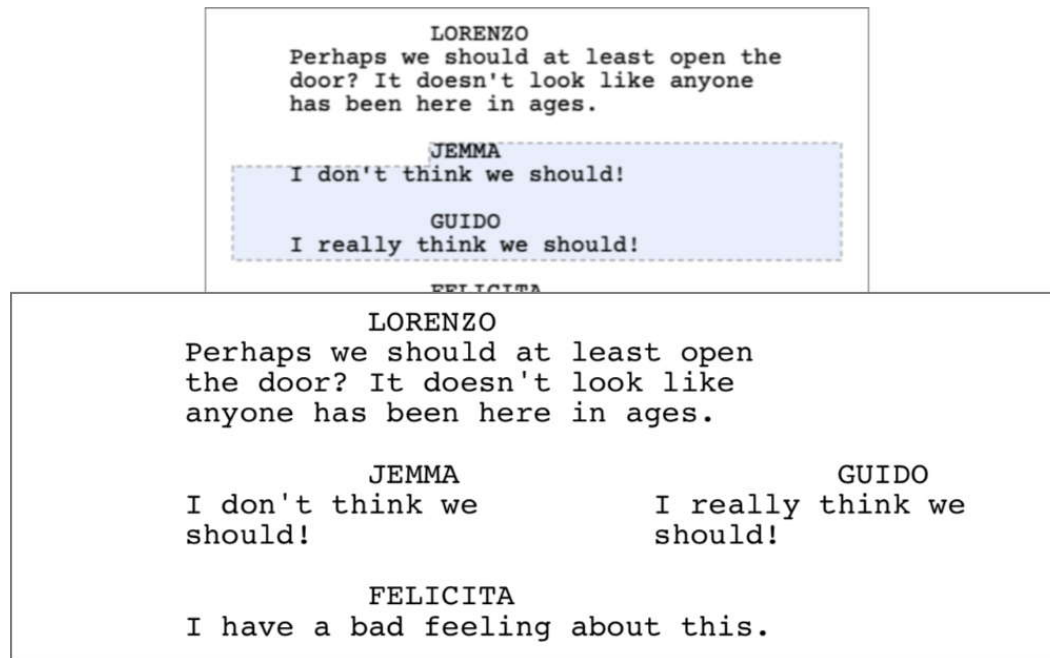 LORENZO
Perhaps we should at least open the
door? It doesn't look like anyone
has been here in ages.
JEMMA
I don't think we should!
GUIDO
I really think we should!
FELICITA
LORENZO
Perhaps we should at least open
the door? It doesn't look like
anyone has been here in ages.
JEMMA
I don't think we
should!
GUIDO
I really think we
should!
FELICITA
I have a bad feeling about this.